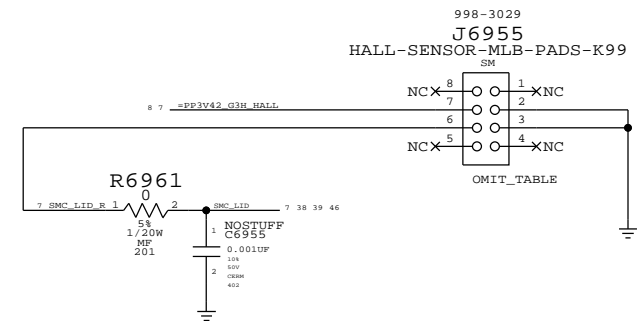 998-3029
J6955
HALL-SENSOR-MLB-PADS-K99
SM
NC 8 1 NC
8 7 =PP3V42_G3H_HALL 7 2
6 3
NC 5 4 NC
OMIT_TABLE
R6961
0
7 SMC_LID_R 1 2 SMC_LID 7 38 39 46
5%
1/20W
MF
201
1 NOSTUFF
C6955
0.001UF
10%
50V
2 CERM
402